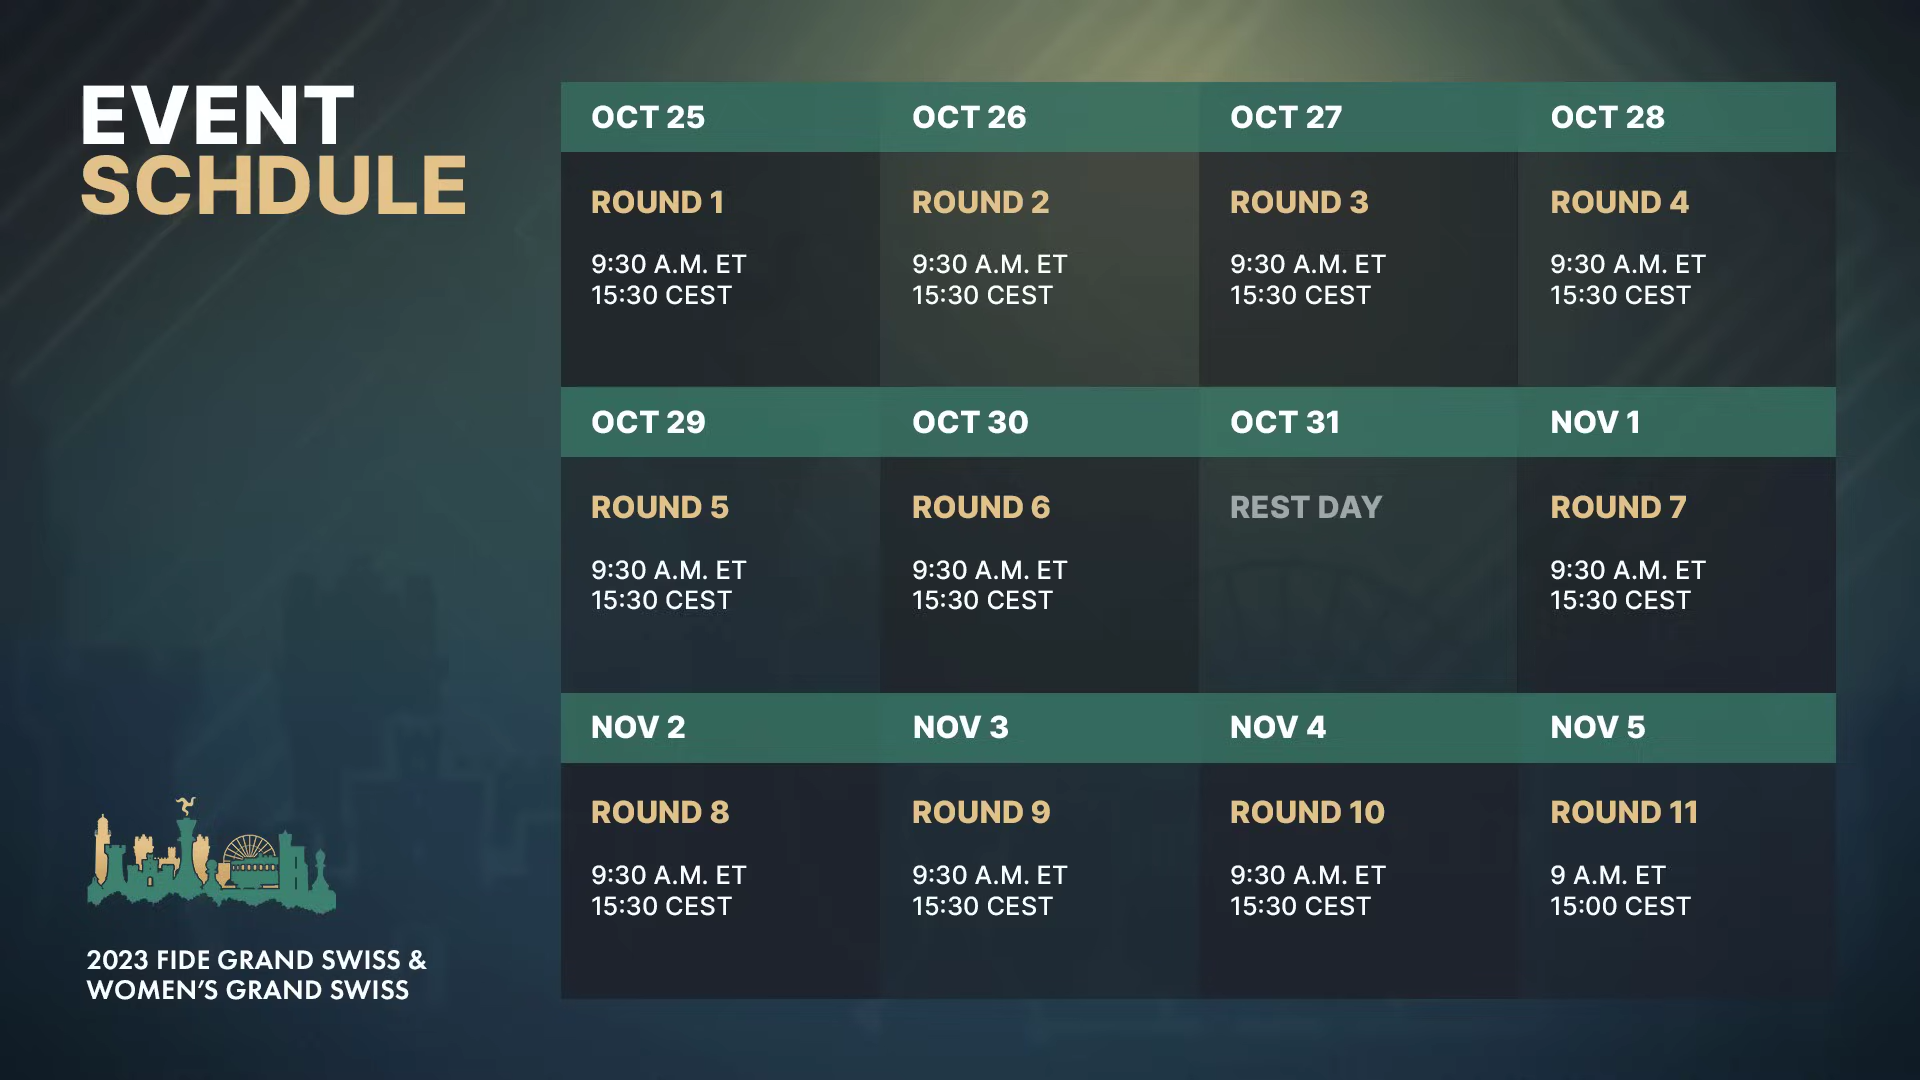 EVENT
SCHDULE
OCT 25
OCT 26
OCT 27
OCT 28
ROUND 1
9:30 A.M. ET
15:30 CEST
ROUND 2
9:30 A.M. ET
15:30 CEST
ROUND 3
9:30 A.M. ET
15:30 CEST
ROUND 4
9:30 A.M. ET
15:30 CEST
OCT 29
OCT 30
OCT 31
NOV 1
ROUND 5
9:30 A.M. ET
15:30 CEST
ROUND 6
9:30 A.M. ET
15:30 CEST
REST DAY
ROUND 7
9:30 A.M. ET
15:30 CEST
NOV 2
NOV 3
NOV 4
NOV 5
ROUND 8
9:30 A.M. ET
15:30 CEST
ROUND 9
9:30 A.M. ET
15:30 CEST
ROUND 10
9:30 A.M. ET
15:30 CEST
ROUND 11
9 A.M. ET
15:00 CEST
2023 FIDE GRAND SWISS &
WOMEN’S GRAND SWISS